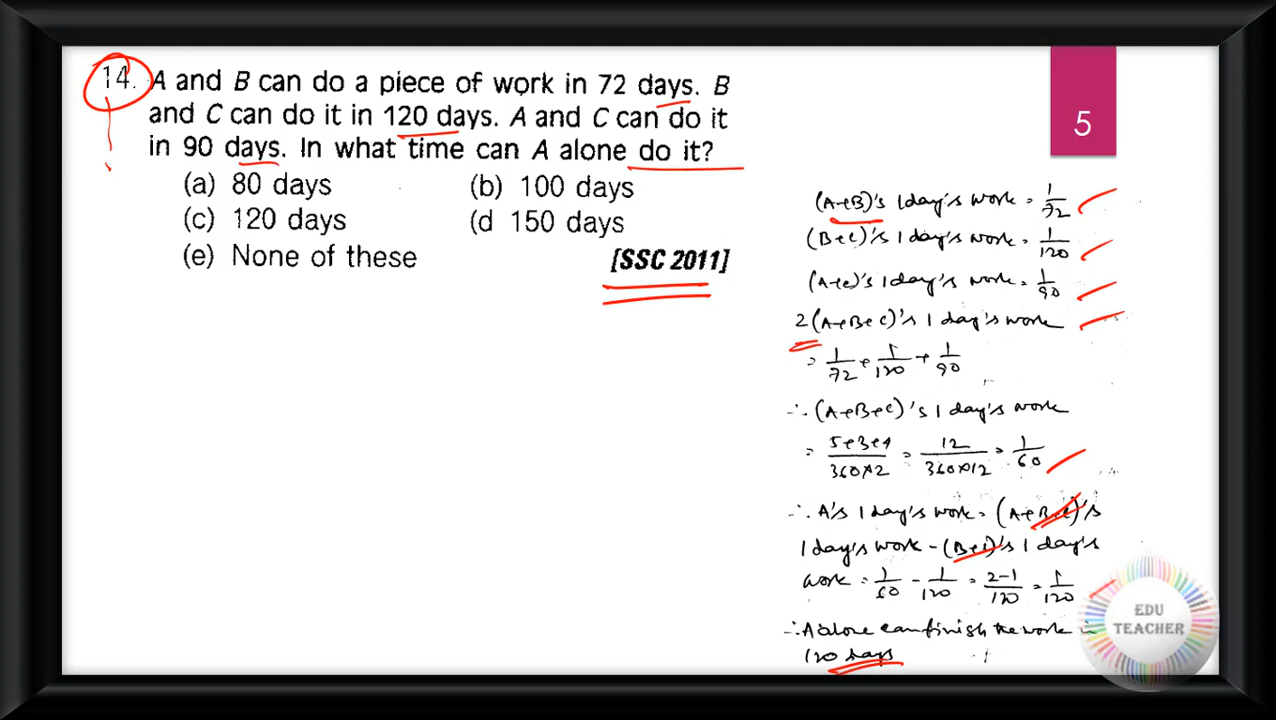 14. A and B can do a piece of work in 72 days. B
and C can do it in 120 days. A and C can do it
in 90 days. In what time can A alone do it?
(a) 80 days (b) 100 days
(c) 120 days (d 150 days
(e) None of these [SSC 2011]
5
(A+B)'s 1 day's work = 1/72
(B+C)'s 1 day's work = 1/120
(A+C)'s 1 day's work = 1/90
2(A+B+C)'s 1 day's work
= 1/72 + 1/120 + 1/90
∴ (A+B+C)'s 1 day's work
= 5+3+4/360×2 = 12/360×12 = 1/60
∴ A's 1 day's work = (A+B+C)'s
1 day's work - (B+C)'s 1 day's
work = 1/60 - 1/120 = 2-1/120 = 1/120
∴ A alone can finish the work in
120 days
EDU
TEACHER